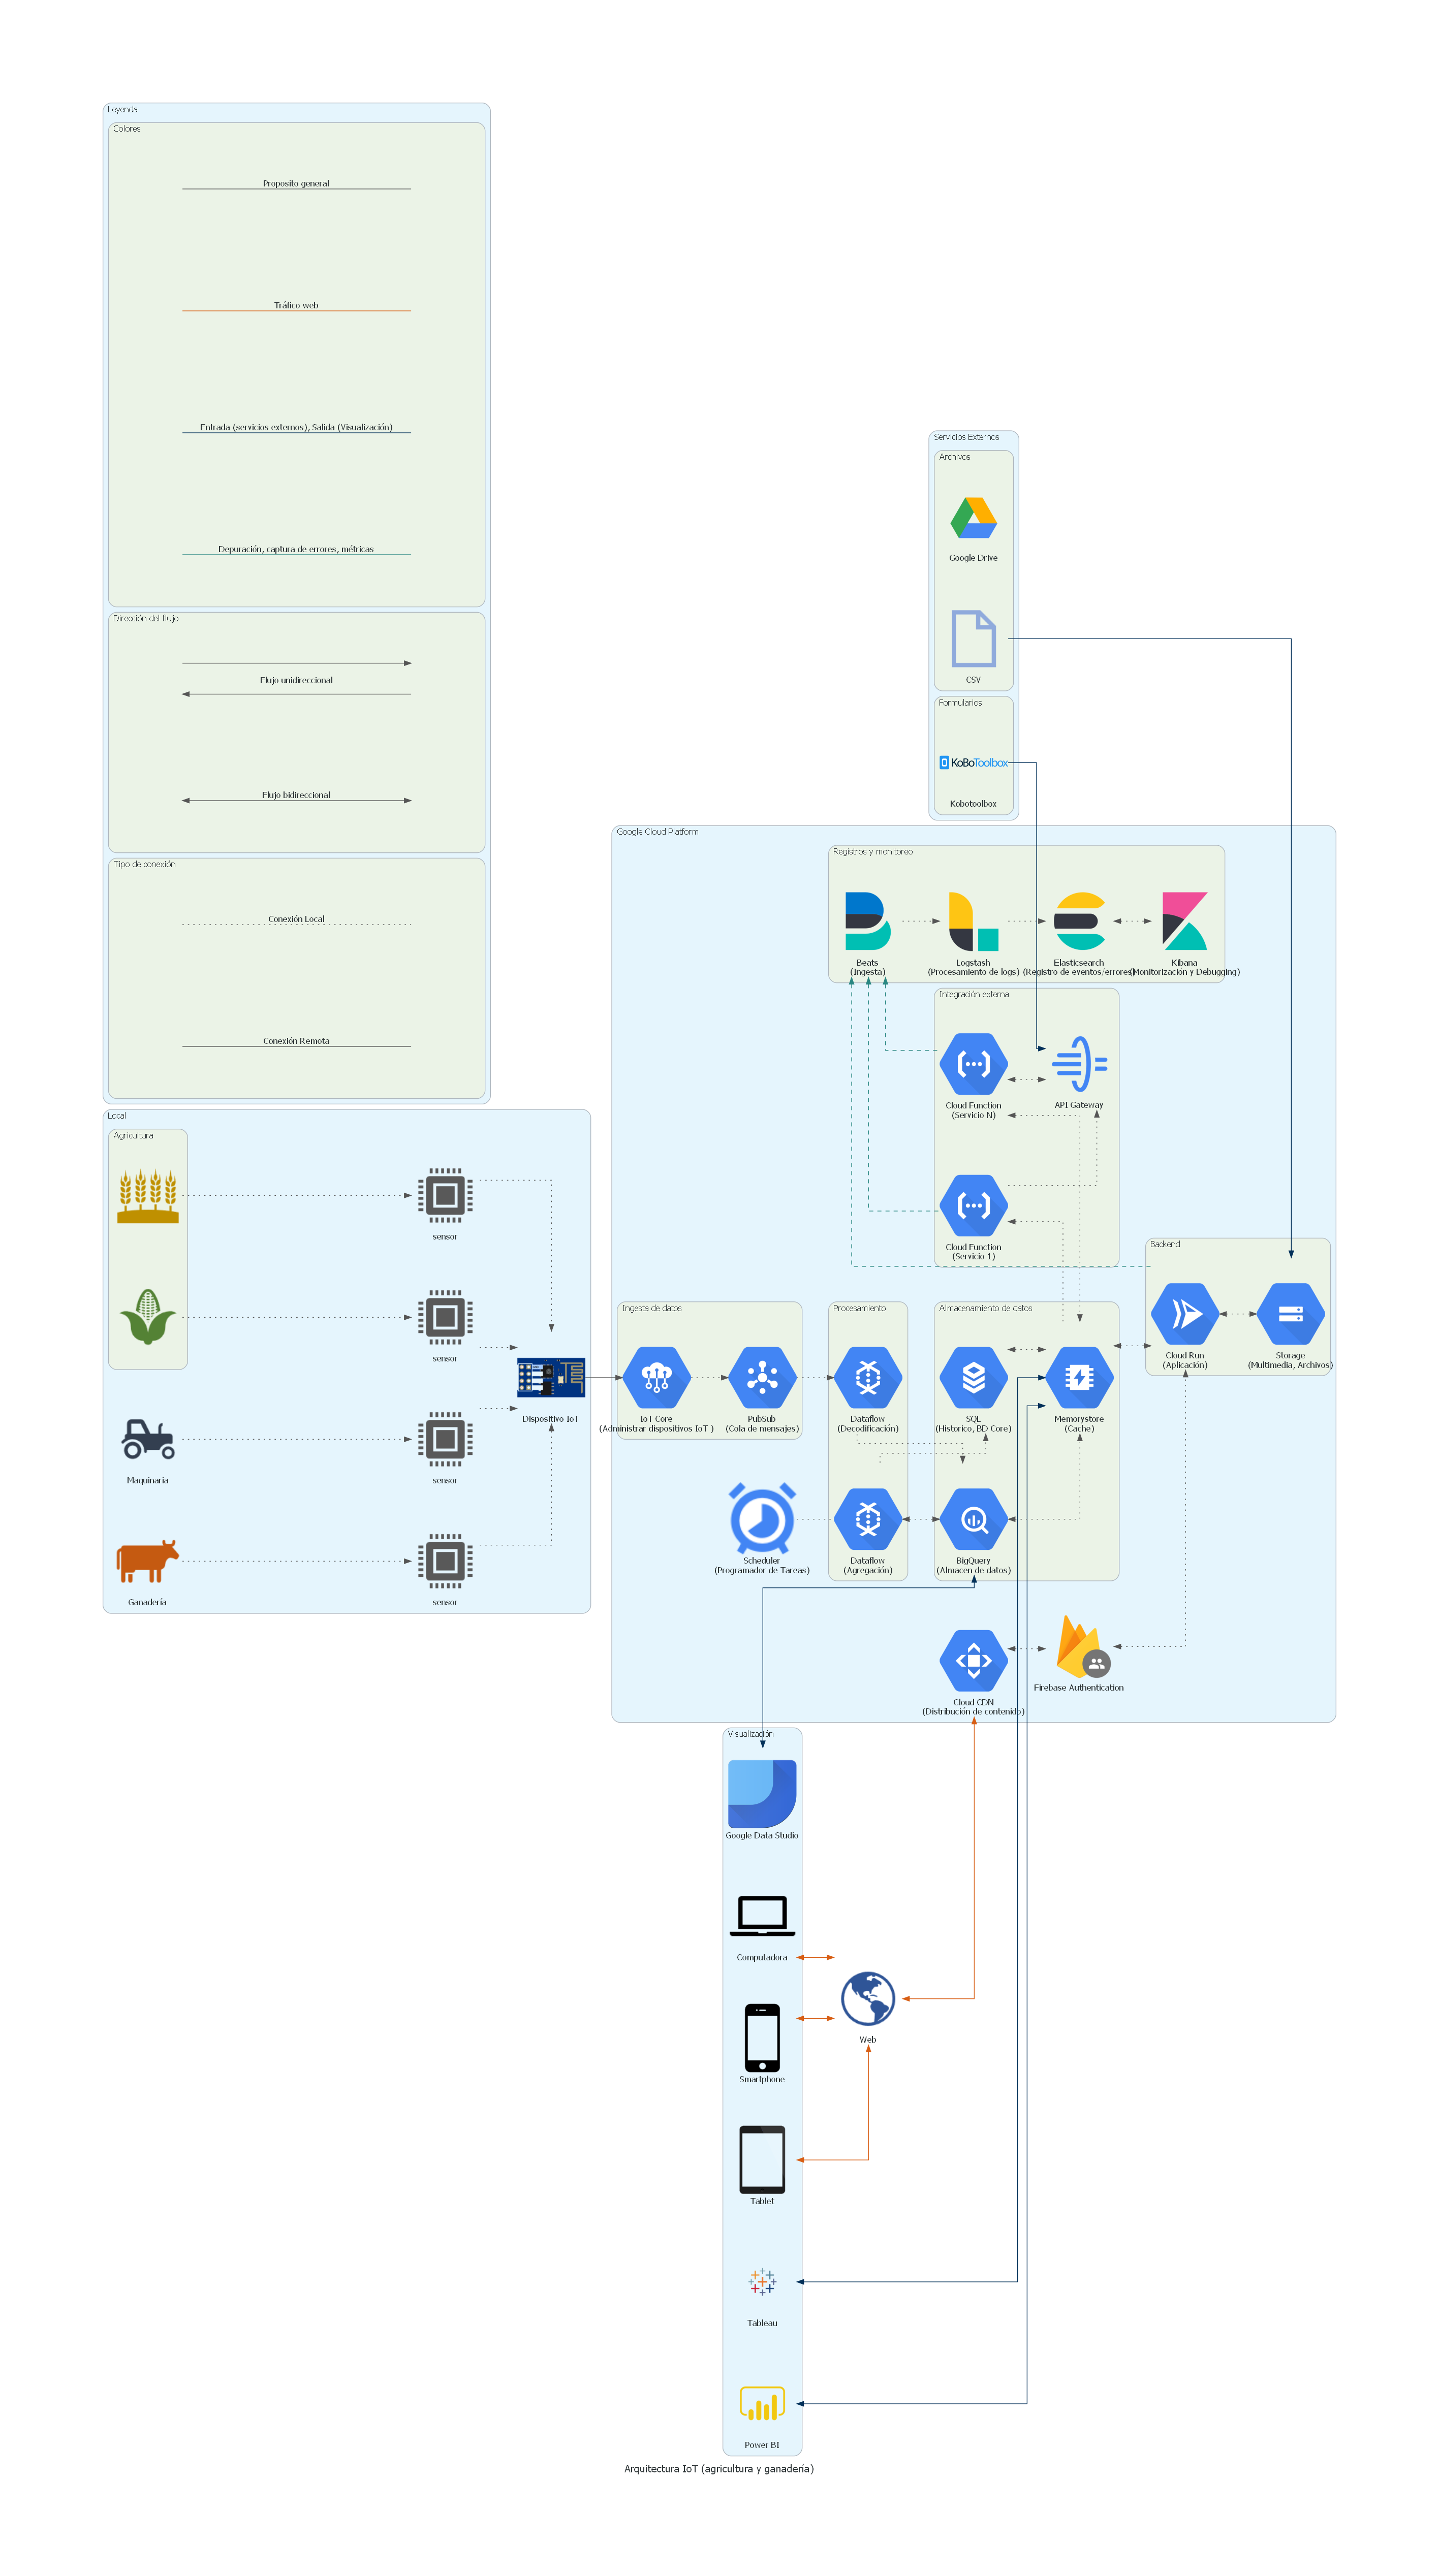 Leyenda
Colores
Proposito general
Tráfico web
Entrada (servicios externos), Salida (Visualización)
Depuración, captura de errores, métricas
Dirección del flujo
Flujo unidireccional
Flujo bidireccional
Tipo de conexión
Conexión Local
Conexión Remota
Servicios Externos
Archivos
Google Drive
CSV
Formularios
KoBoToolbox
Kobotoolbox
Google Cloud Platform
Registros y monitoreo
Beats
(Ingesta)
Logstash
(Procesamiento de logs)
Elasticsearch
(Registro de eventos/errores)
Kibana
(Monitorización y Debugging)
Integración externa
Cloud Function
(Servicio N)
API Gateway
Cloud Function
(Servicio 1)
Backend
Cloud Run
(Aplicación)
Storage
(Multimedia, Archivos)
Local
Agricultura
sensor
sensor
Maquinaria
sensor
Ganadería
sensor
Dispositivo IoT
Ingesta de datos
IoT Core
(Administrar dispositivos IoT )
PubSub
(Cola de mensajes)
Procesamiento
Dataflow
(Decodificación)
Almacenamiento de datos
SQL
(Historico, BD Core)
Memorystore
(Cache)
Scheduler
(Programador de Tareas)
Dataflow
(Agregación)
BigQuery
(Almacen de datos)
Cloud CDN
(Distribución de contenido)
Firebase Authentication
Visualización
Google Data Studio
Computadora
Web
Smartphone
Tablet
Tableau
Power BI
Arquitectura IoT (agricultura y ganadería)